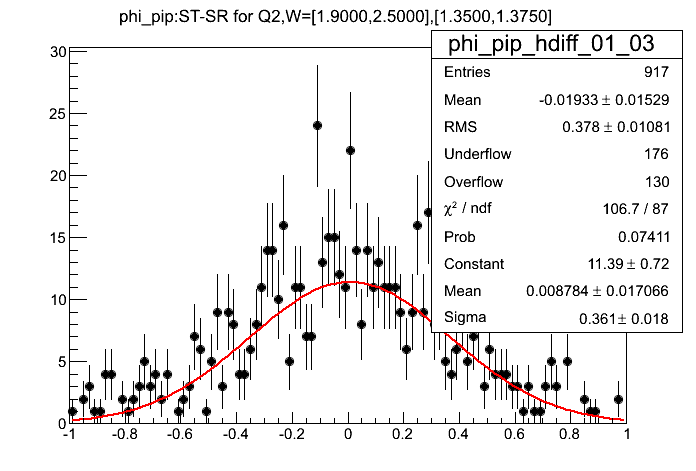 phi_pip:ST-SR for Q2,W=[1.9000,2.5000],[1.3500,1.3750]
phi_pip_hdiff_01_03
Entries 917
Mean -0.01933 ± 0.01529
RMS 0.378 ± 0.01081
Underflow 176
Overflow 130
χ² / ndf 106.7 / 87
Prob 0.07411
Constant 11.39 ± 0.72
Mean 0.008784 ± 0.017066
Sigma 0.361 ± 0.018
30
25
20
15
10
5
0
-1 -0.8 -0.6 -0.4 -0.2 0 0.2 0.4 0.6 0.8 1